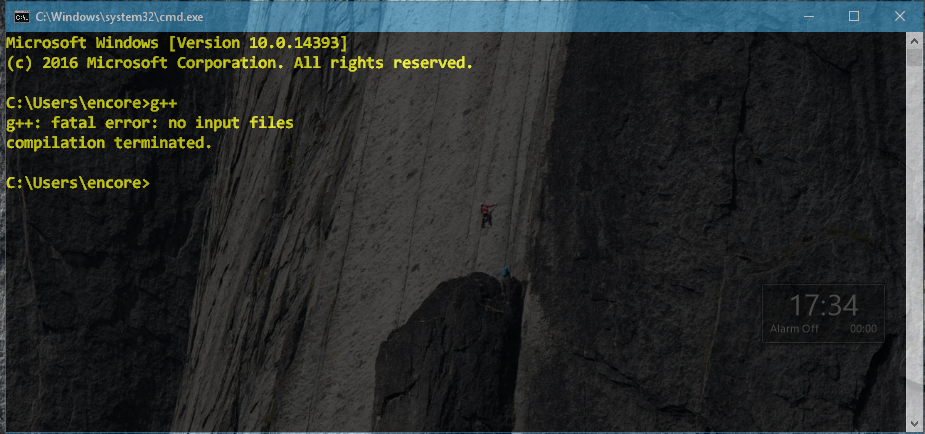 C:\Windows\system32\cmd.exe
Microsoft Windows [Version 10.0.14393]
(c) 2016 Microsoft Corporation. All rights reserved.
C:\Users\encore>g++
g++: fatal error: no input files
compilation terminated.
C:\Users\encore>
17:34
Alarm Off 00:00